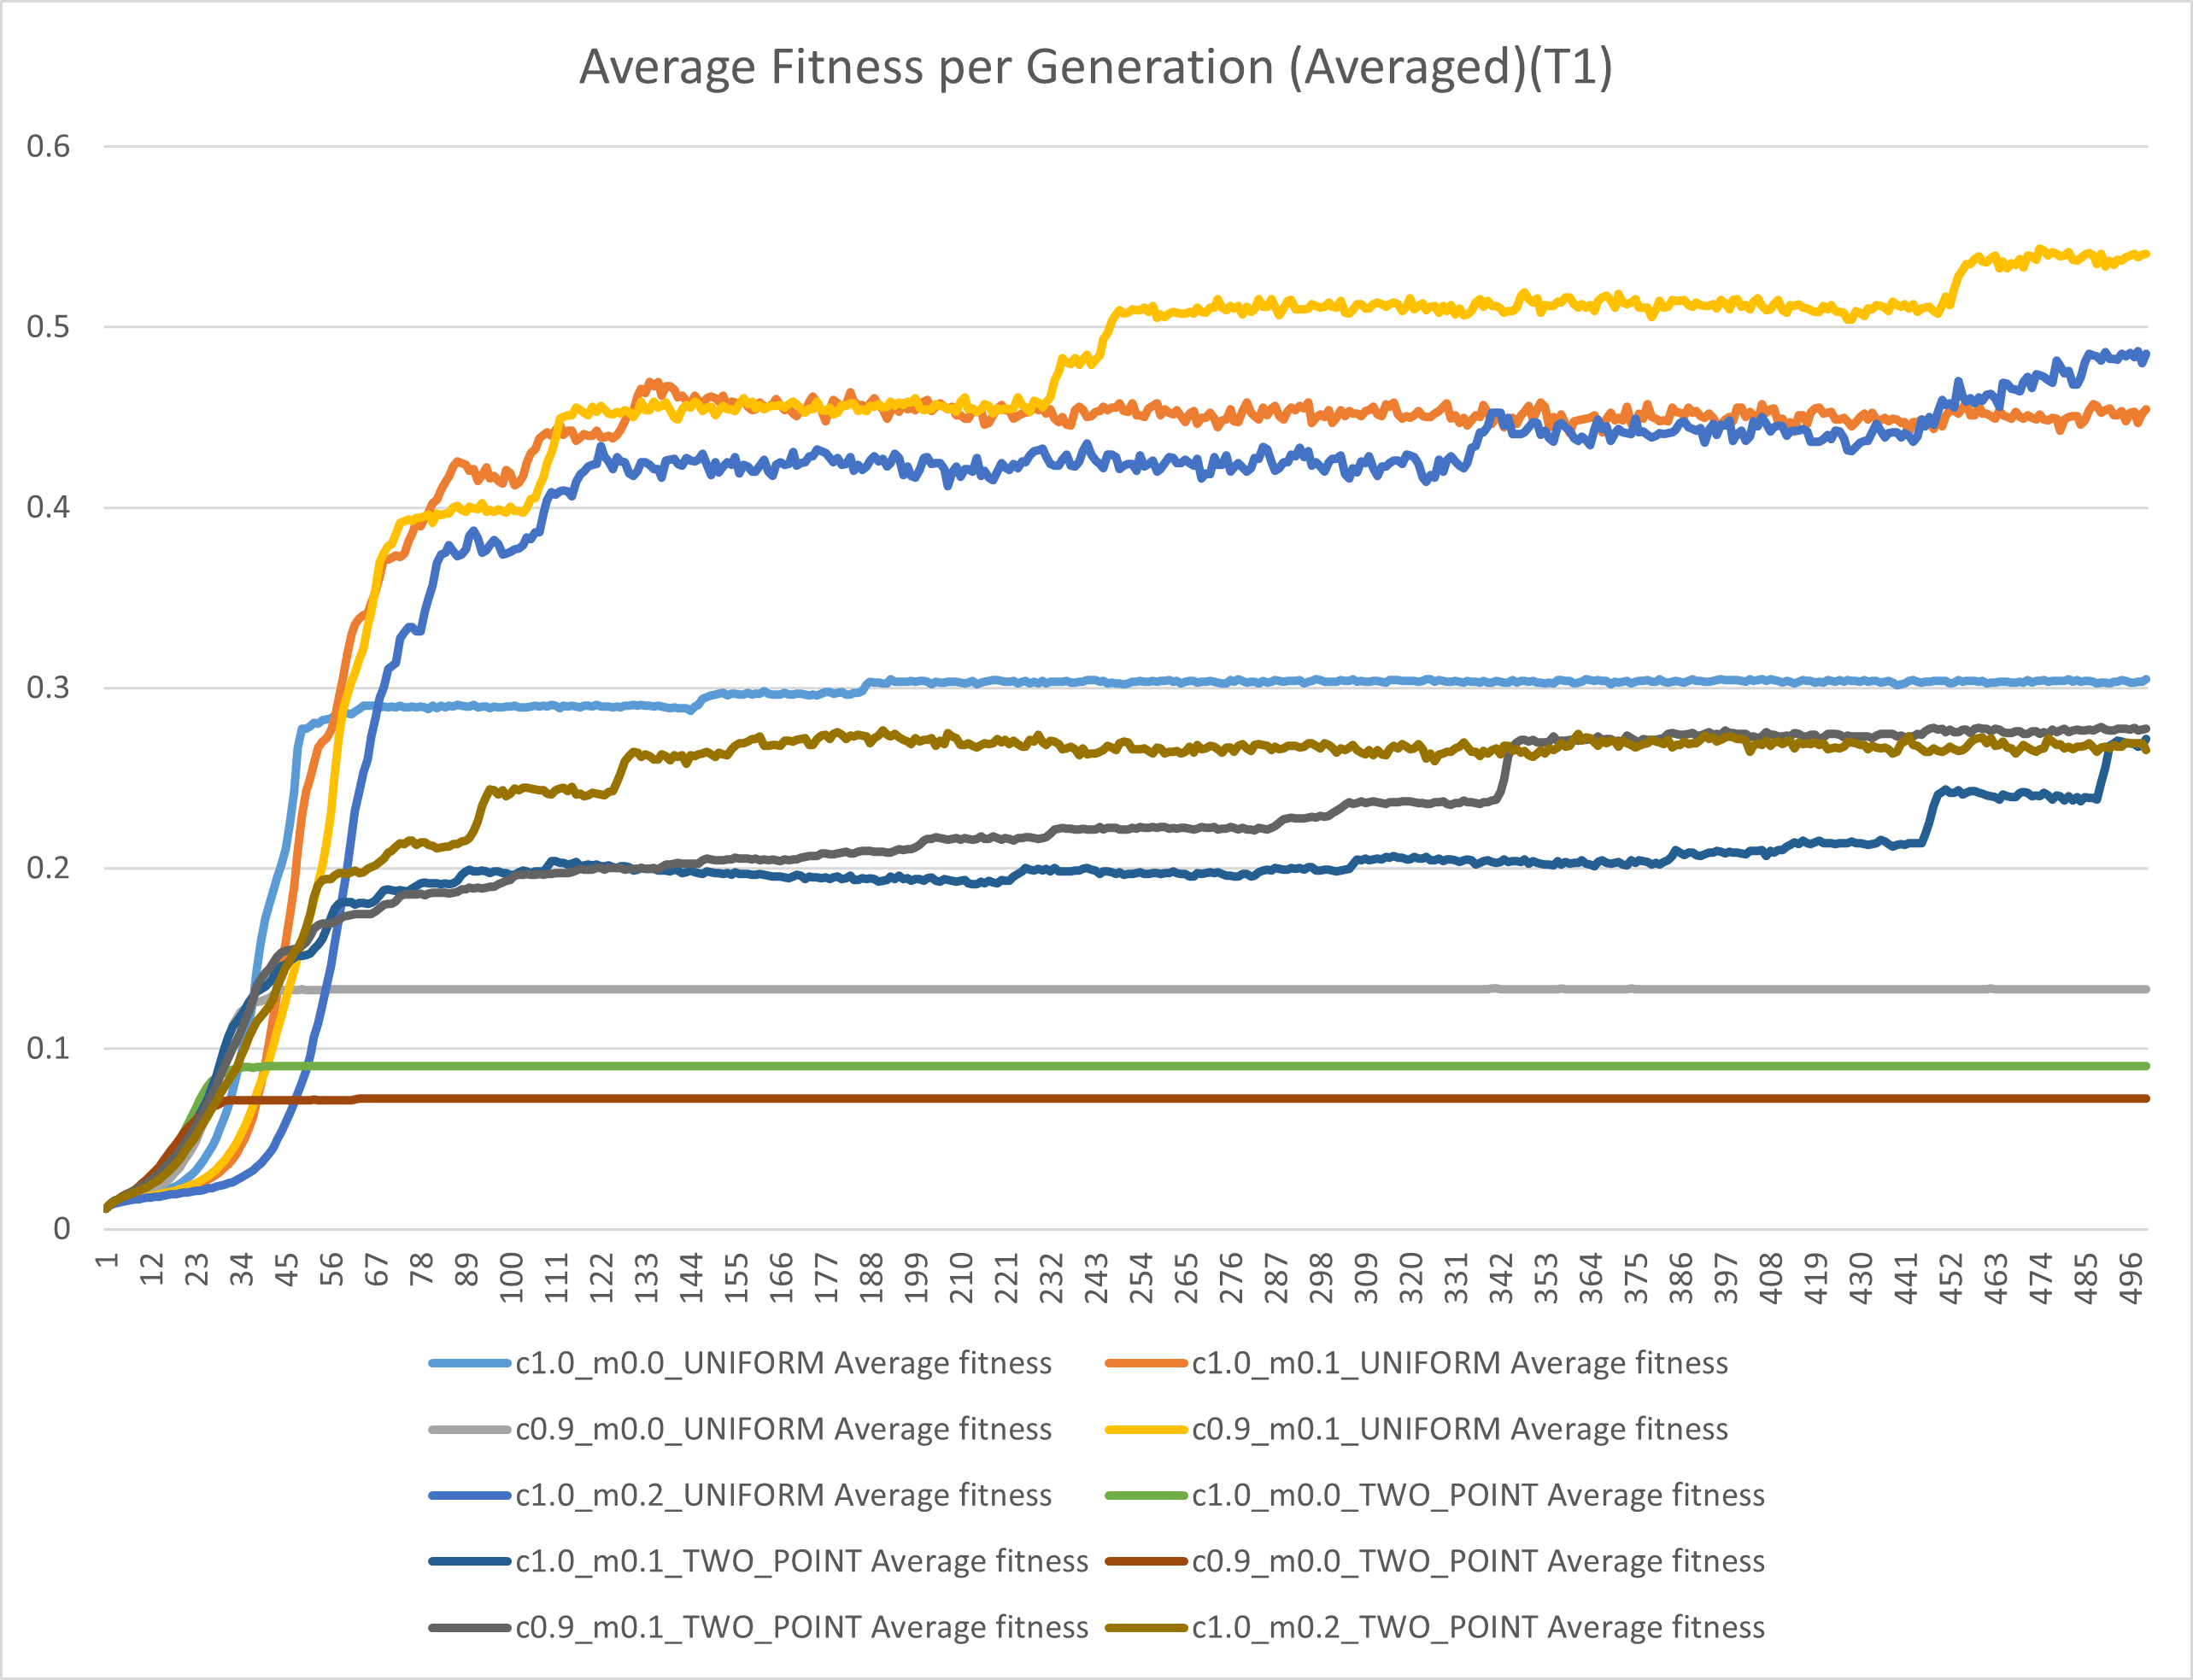 Average Fitness per Generation (Averaged)(T1)
0.6
0.5
0.4
0.3
0.2
0.1
0
1 12 23 34 45 56 67 78 89 100 111 122 133 144 155 166 177 188 199 210 221 232 243 254 265 276 287 298 309 320 331 342 353 364 375 386 397 408 419 430 441 452 463 474 485 496
c1.0_m0.0_UNIFORM Average fitness c1.0_m0.1_UNIFORM Average fitness
c0.9_m0.0_UNIFORM Average fitness c0.9_m0.1_UNIFORM Average fitness
c1.0_m0.2_UNIFORM Average fitness c1.0_m0.0_TWO_POINT Average fitness
c1.0_m0.1_TWO_POINT Average fitness c0.9_m0.0_TWO_POINT Average fitness
c0.9_m0.1_TWO_POINT Average fitness c1.0_m0.2_TWO_POINT Average fitness